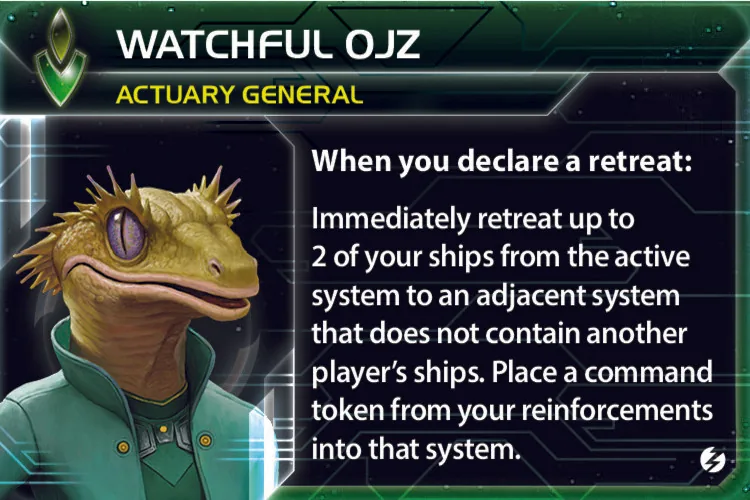 WATCHFUL OJZ
ACTUARY GENERAL
When you declare a retreat:
Immediately retreat up to
2 of your ships from the active
system to an adjacent system
that does not contain another
player's ships. Place a command
token from your reinforcements
into that system.